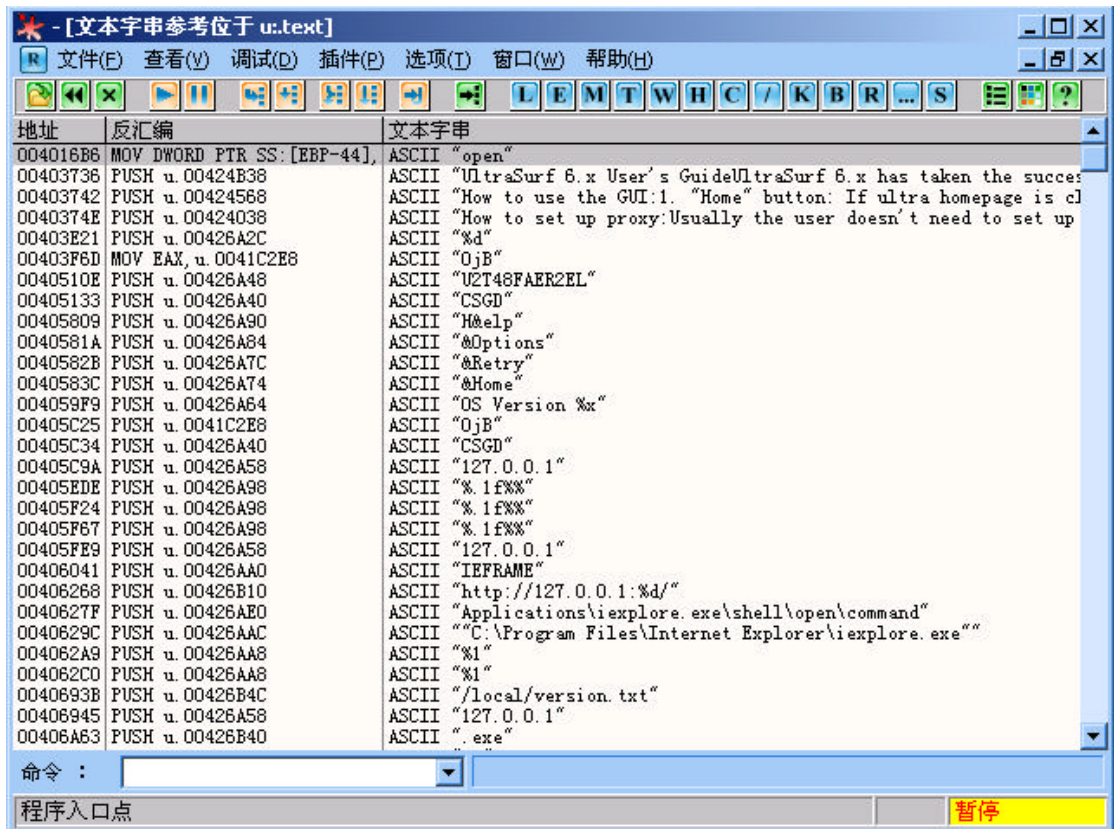 - [文本字串参考位于 u:.text]
R 文件(F) 查看(V) 调试(D) 插件(P) 选项(T) 窗口(W) 帮助(H)
L E M T W H C / K B R ... S ?
地址 反汇编 文本字串
004016B6 MOV DWORD PTR SS:[EBP-44], ASCII "open"
00403736 PUSH u.00424B38 ASCII "UltraSurf 6.x User's GuideUltraSurf 6.x has taken the succes
00403742 PUSH u.00424568 ASCII "How to use the GUI:1. "Home" button: If ultra homepage is cl
0040374E PUSH u.00424038 ASCII "How to set up proxy:Usually the user doesn't need to set up
00403E21 PUSH u.00426A2C ASCII "%d"
00403F6D MOV EAX,u.0041C2E8 ASCII "OjB"
0040510E PUSH u.00426A48 ASCII "U2T48FAER2EL"
00405133 PUSH u.00426A40 ASCII "CSGD"
00405809 PUSH u.00426A90 ASCII "H&elp"
0040581A PUSH u.00426A84 ASCII "&Options"
0040582B PUSH u.00426A7C ASCII "&Retry"
0040583C PUSH u.00426A74 ASCII "&Home"
004059F9 PUSH u.00426A64 ASCII "OS Version %x"
00405C25 PUSH u.0041C2E8 ASCII "OjB"
00405C34 PUSH u.00426A40 ASCII "CSGD"
00405C9A PUSH u.00426A58 ASCII "127.0.0.1"
00405EDE PUSH u.00426A98 ASCII "%.1f%%"
00405F24 PUSH u.00426A98 ASCII "%.1f%%"
00405F67 PUSH u.00426A98 ASCII "%.1f%%"
00405FE9 PUSH u.00426A58 ASCII "127.0.0.1"
00406041 PUSH u.00426AA0 ASCII "IEFRAME"
00406268 PUSH u.00426B10 ASCII "http://127.0.0.1:%d/"
0040627F PUSH u.00426AE0 ASCII "Applications\iexplore.exe\shell\open\command"
0040629C PUSH u.00426AAC ASCII ""C:\Program Files\Internet Explorer\iexplore.exe""
004062A9 PUSH u.00426AA8 ASCII "%1"
004062C0 PUSH u.00426AA8 ASCII "%1"
0040693B PUSH u.00426B4C ASCII "/local/version.txt"
00406945 PUSH u.00426A58 ASCII "127.0.0.1"
00406A63 PUSH u.00426B40 ASCII ".exe"
命令 :
程序入口点 暂停